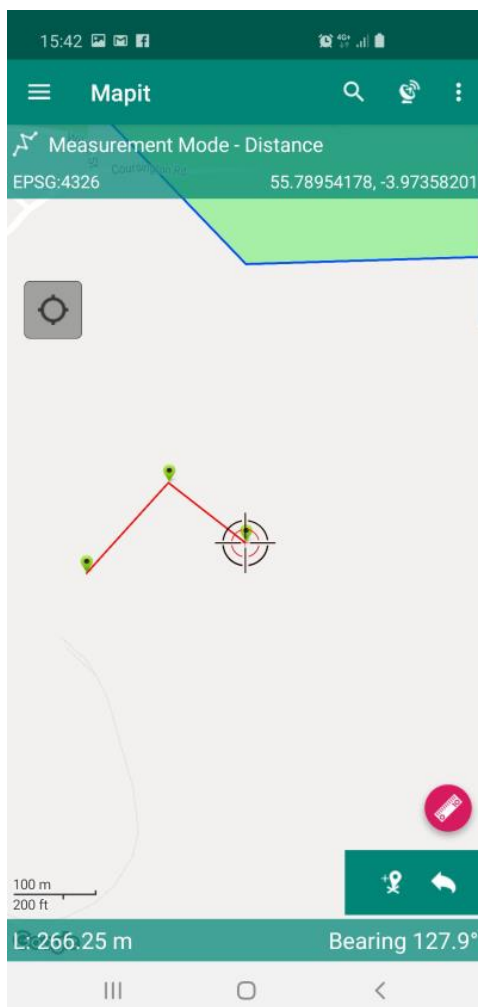 15:42
4G+
Mapit
Measurement Mode - Distance
EPSG:4326 55.78954178, -3.97358201
100 m
200 ft
L: 266.25 m Bearing 127.9°